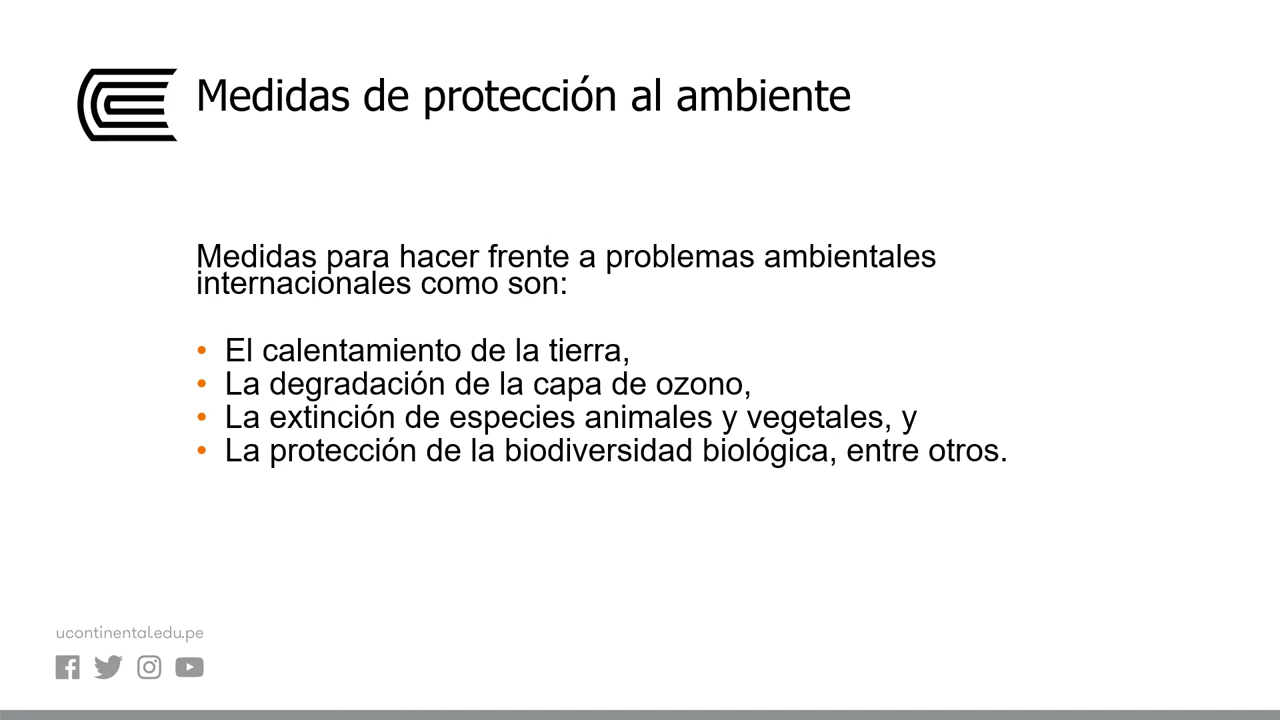 Medidas de protección al ambiente
Medidas para hacer frente a problemas ambientales
internacionales como son:
• El calentamiento de la tierra,
• La degradación de la capa de ozono,
• La extinción de especies animales y vegetales, y
• La protección de la biodiversidad biológica, entre otros.
ucontinental.edu.pe